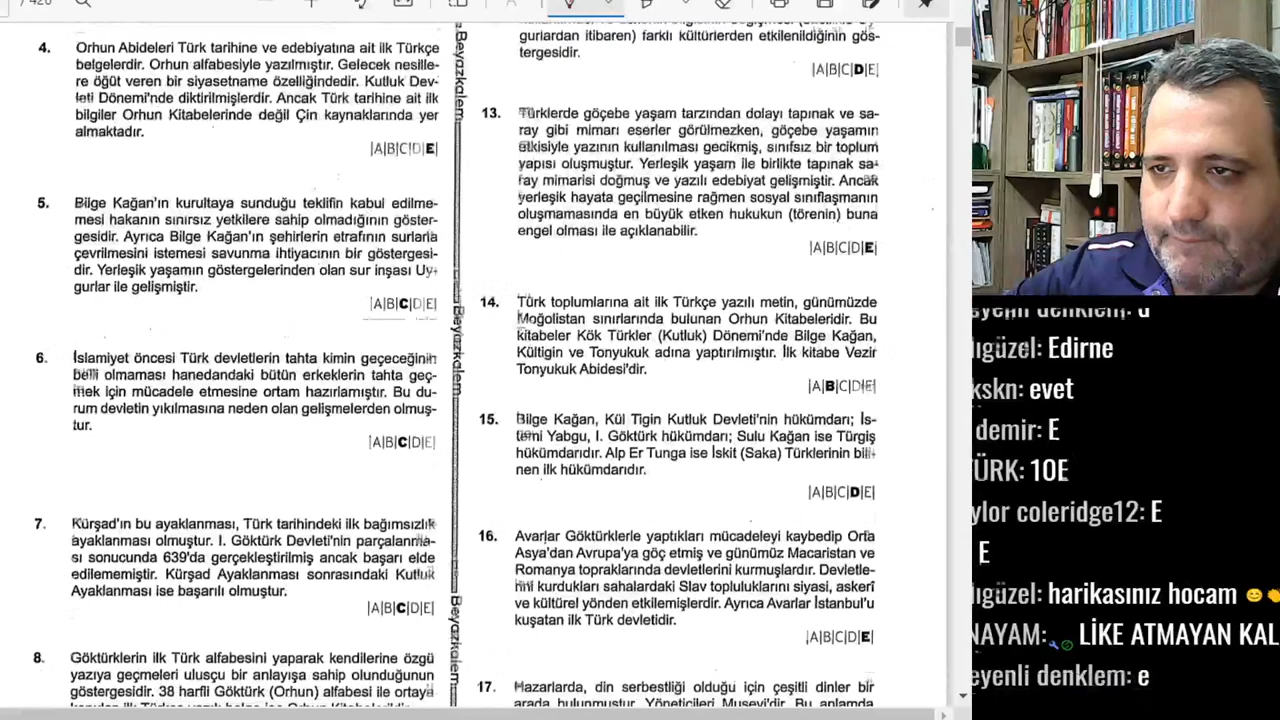 / 426
4. Orhun Abideleri Türk tarihine ve edebiyatına ait ilk Türkçe
belgelerdir. Orhun alfabesiyle yazılmıştır. Gelecek nesille-
re öğüt veren bir siyasetname özelliğindedir. Kutluk Dev-
leti Dönemi'nde diktirilmişlerdir. Ancak Türk tarihine ait ilk
bilgiler Orhun Kitabelerinde değil Çin kaynaklarında yer
almaktadır.
|A|B|C|D|E|
5. Bilge Kağan'ın kurultaya sunduğu teklifin kabul edilme-
mesi hakanın sınırsız yetkilere sahip olmadığının göster-
gesidir. Ayrıca Bilge Kağan'ın şehirlerin etrafının surlarla
çevrilmesini istemesi savunma ihtiyacının bir göstergesi-
dir. Yerleşik yaşamın göstergelerinden olan sur inşası Uy-
gurlar ile gelişmiştir.
|A|B|C|D|E|
6. İslamiyet öncesi Türk devletlerin tahta kimin geçeceğinin
belli olmaması hanedandaki bütün erkeklerin tahta geç-
mek için mücadele etmesine ortam hazırlamıştır. Bu du-
rum devletin yıkılmasına neden olan gelişmelerden olmuş-
tur.
|A|B|C|D|E|
7. Kürşad'ın bu ayaklanması, Türk tarihindeki ilk bağımsızlık
ayaklanması olmuştur. I. Göktürk Devleti'nin parçalanma-
sı sonucunda 639'da gerçekleştirilmiş ancak başarı elde
edilememiştir. Kürşad Ayaklanması sonrasındaki Kutluk
Ayaklanması ise başarılı olmuştur.
|A|B|C|D|E|
8. Göktürklerin ilk Türk alfabesini yaparak kendilerine özgü
yazıya geçmeleri ulusçu bir anlayışa sahip olunduğunun
göstergesidir. 38 harfli Göktürk (Orhun) alfabesi ile ortaya
Beyazkalem
Beyazkalem
Beyazkalem
gurlardan itibaren) farklı kültürlerden etkilenildiğinin gös-
tergesidir.
|A|B|C|D|E|
13. Türklerde göçebe yaşam tarzından dolayı tapınak ve sa-
ray gibi mimarı eserler görülmezken, göçebe yaşamın
etkisiyle yazının kullanılması gecikmiş, sınıfsız bir toplum
yapısı oluşmuştur. Yerleşik yaşam ile birlikte tapınak sa-
ray mimarisi doğmuş ve yazılı edebiyat gelişmiştir. Ancak
yerleşik hayata geçilmesine rağmen sosyal sınıflaşmanın
oluşmamasında en büyük etken hukukun (törenin) buna
engel olması ile açıklanabilir.
|A|B|C|D|E|
14. Türk toplumlarına ait ilk Türkçe yazılı metin, günümüzde
Moğolistan sınırlarında bulunan Orhun Kitabeleridir. Bu
kitabeler Kök Türkler (Kutluk) Dönemi'nde Bilge Kağan,
Kültigin ve Tonyukuk adına yaptırılmıştır. İlk kitabe Vezir
Tonyukuk Abidesi'dir.
|A|B|C|D|E|
15. Bilge Kağan, Kül Tigin Kutluk Devleti'nin hükümdarı; İs-
temi Yabgu, I. Göktürk hükümdarı; Sulu Kağan ise Türgiş
hükümdarıdır. Alp Er Tunga ise İskit (Saka) Türklerinin bili-
nen ilk hükümdarıdır.
|A|B|C|D|E|
16. Avarlar Göktürklerle yaptıkları mücadeleyi kaybedip Orta
Asya'dan Avrupa'ya göç etmiş ve günümüz Macaristan ve
Romanya topraklarında devletlerini kurmuşlardır. Devletle-
rini kurdukları sahalardaki Slav topluluklarını siyasi, askerî
ve kültürel yönden etkilemişlerdir. Ayrıca Avarlar İstanbul'u
kuşatan ilk Türk devletidir.
|A|B|C|D|E|
17. Hazarlarda, din serbestliği olduğu için çeşitli dinler bir
arada bulunmuştur. Yöneticileri Musevi'dir. Bu anlamda
yenli denklem: d
ıgüzel: Edirne
kskn: evet
demir: E
ÜRK: 10E
ylor coleridge12: E
E
ıgüzel: harikasınız hocam 😊👏
NAYAM: LİKE ATMAYAN KAL
eyenli denklem: e